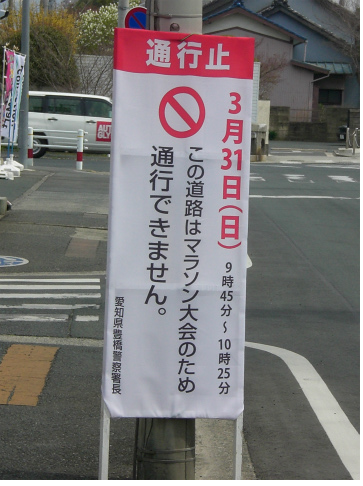 通行止
3月31日(日)
9時45分～10時25分
この道路はマラソン大会のため
通行できません。
愛知県豊橋警察署長